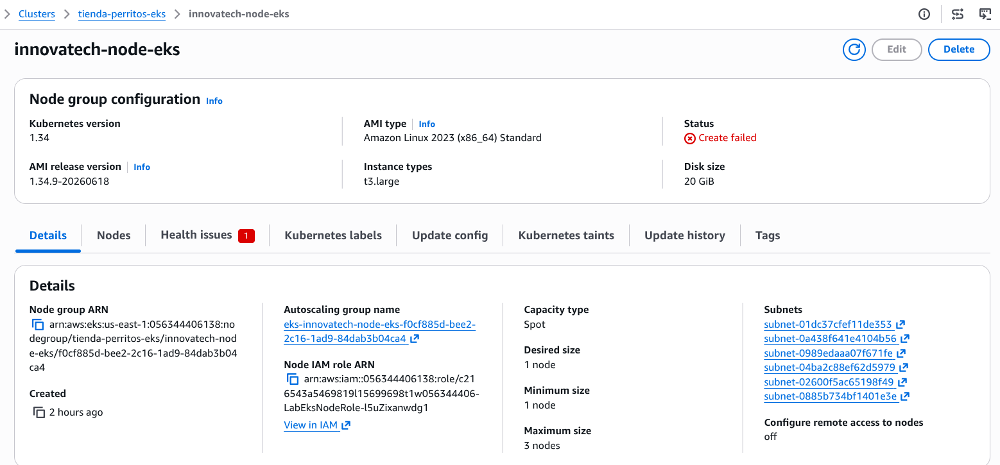 Clusters
tienda-perritos-eks
innovatech-node-eks
innovatech-node-eks
Edit
Delete
Node group configuration Info
Kubernetes version
1.34
AMI type Info
Amazon Linux 2023 (x86_64) Standard
Status
Create failed
AMI release version Info
1.34.9-20260618
Instance types
t3.large
Disk size
20 GiB
Details
Nodes
Health issues 1
Kubernetes labels
Update config
Kubernetes taints
Update history
Tags
Details
Node group ARN
arn:aws:eks:us-east-1:056344406138:no
degroup/tienda-perritos-eks/innovatech-nod
e-eks/f0cf885d-bee2-2c16-1ad9-84dab3b04
ca4
Created
2 hours ago
Autoscaling group name
eks-innovatech-node-eks-f0cf885d-bee2-
2c16-1ad9-84dab3b04ca4
Node IAM role ARN
arn:aws:iam::056344406138:role/c21
6543a5469819l15699698t1w056344406-
LabEksNodeRole-l5uZixanwdg1
View in IAM
Capacity type
Spot
Desired size
1 node
Minimum size
1 node
Maximum size
3 nodes
Subnets
subnet-01dc37cfef11de353
subnet-0a438f641e4104b56
subnet-0989edaaa07f671fe
subnet-04ba2c88ef62d5979
subnet-02600f5ac65198f49
subnet-0885b734bf1401e3e
Configure remote access to nodes
off